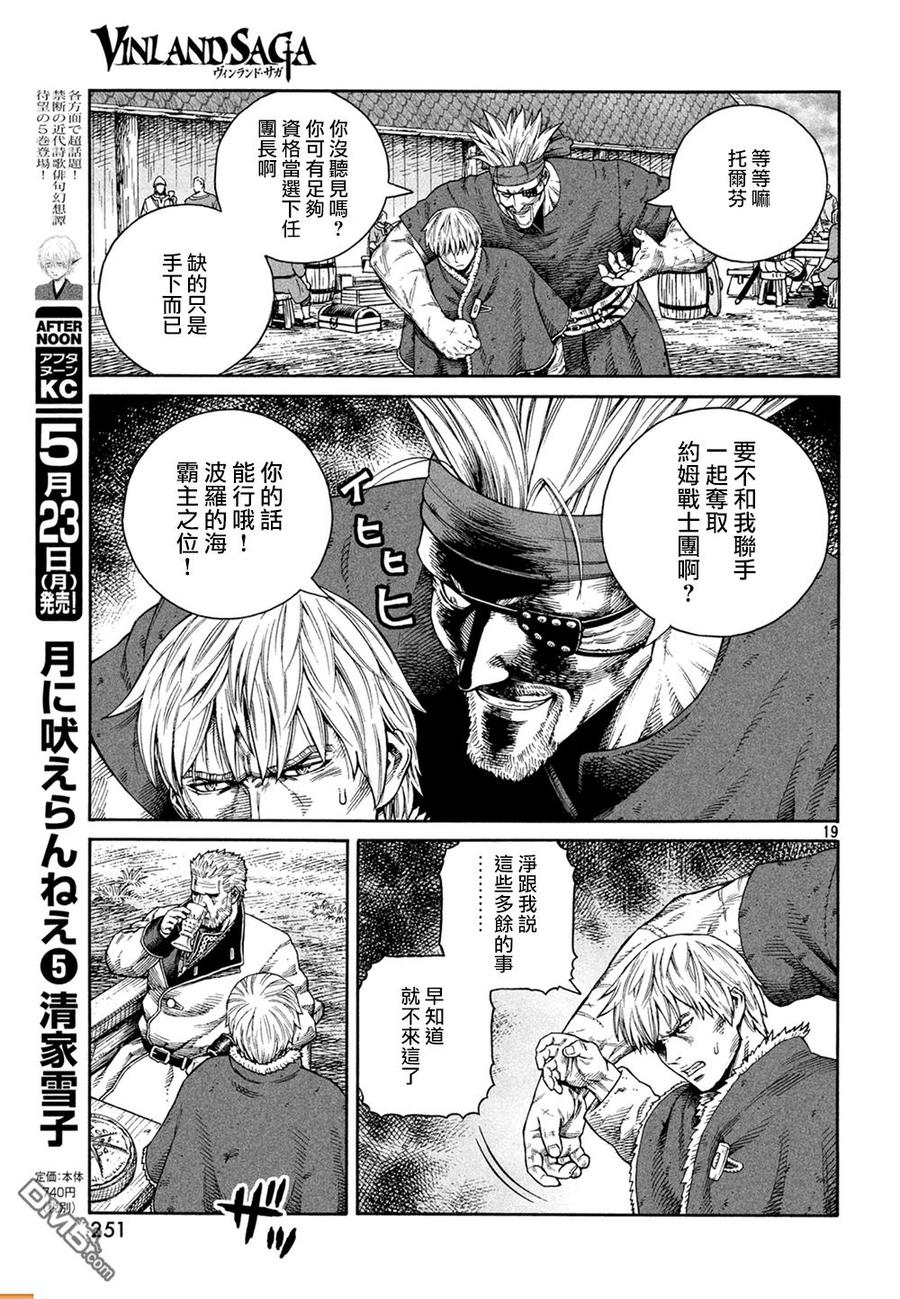 VINLAND SAGA
ヴィンランド・サガ
等等嘛
托爾芬
你沒聽見嗎?
你可有足夠
資格當選下任
團長啊
缺的只是
手下而已
要不和我聯手
一起奪取
約姆戰士團啊?
イヒヒヒ
你的話
能行哦!
波羅的海
霸主之位!
19
淨跟我説
這些多餘的事
…………
早知道
就不來這了
ザッ
各方面で超話題!
禁断の近代詩歌俳句幻想譚
待望の5巻登場!
AFTER
NOON
アフタ
ヌーン
KC
5月23日(月)発売!
月に吠えらんねえ5 清家雪子
定価:本体
740円
別)
251
DM5.com